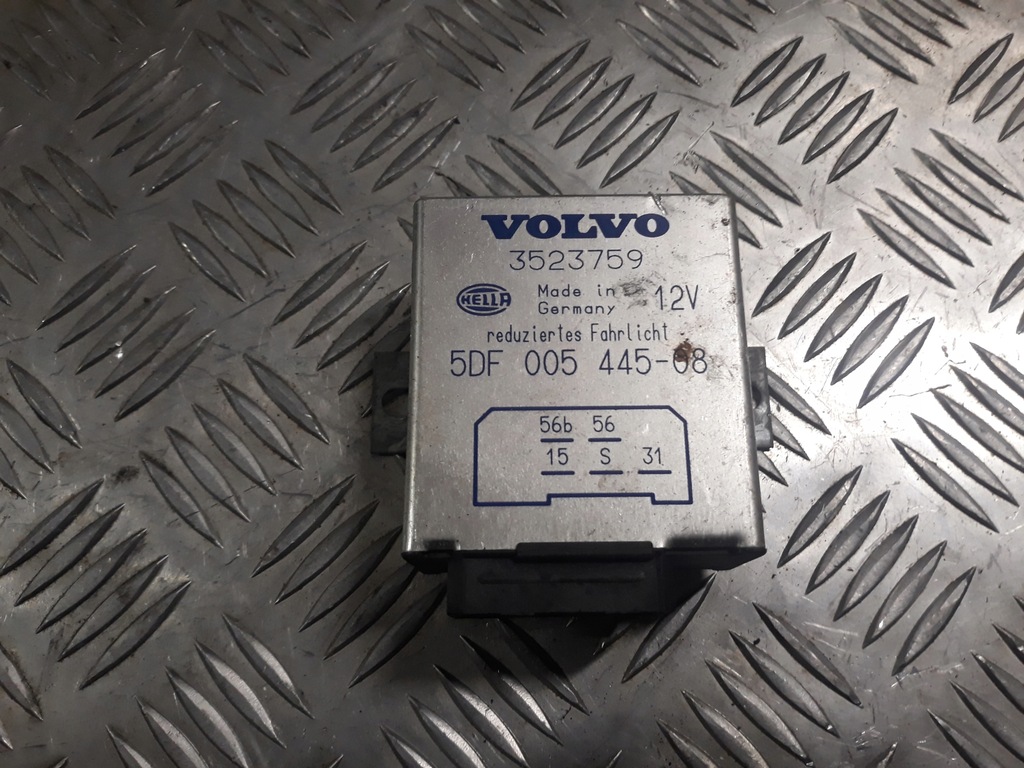 VOLVO
3523759
HELLA
Made in
Germany
12V
reduziertes Fahrlicht
5DF 005 445-08
56b 56
15 S 31